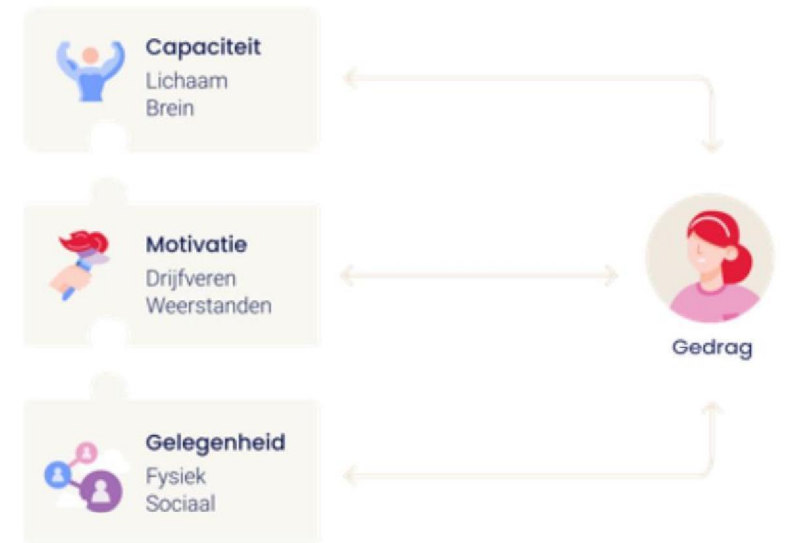 Capaciteit
Lichaam
Brein
Motivatie
Drijfveren
Weerstanden
Gedrag
Gelegenheid
Fysiek
Sociaal